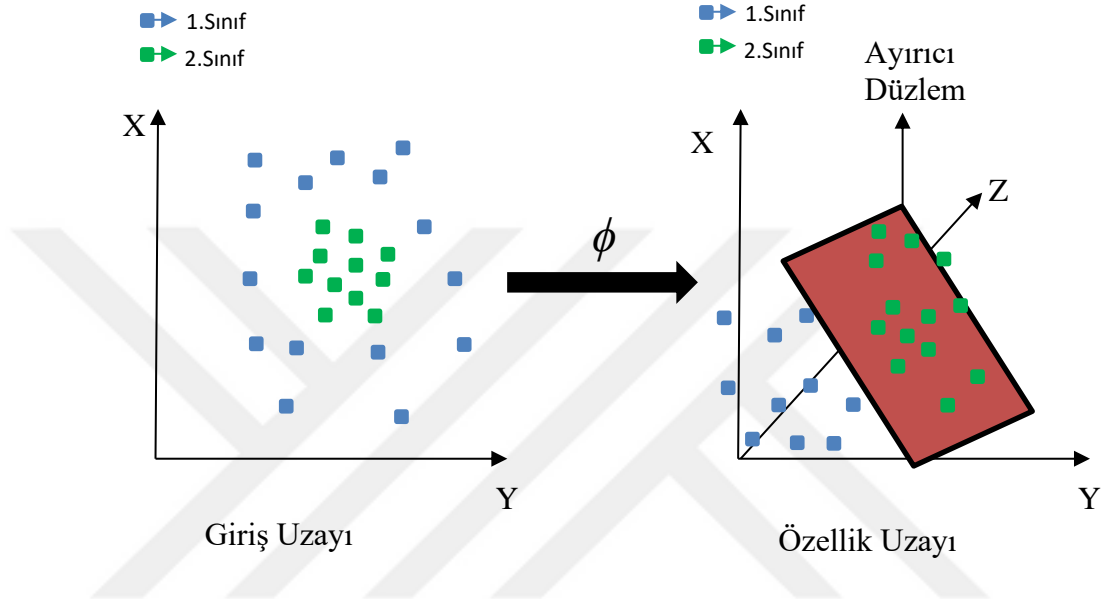 1.Sınıf
2.Sınıf
X
Y
Giriş Uzayı
ϕ
1.Sınıf
2.Sınıf
Ayırıcı
Düzlem
X
Z
Y
Özellik Uzayı